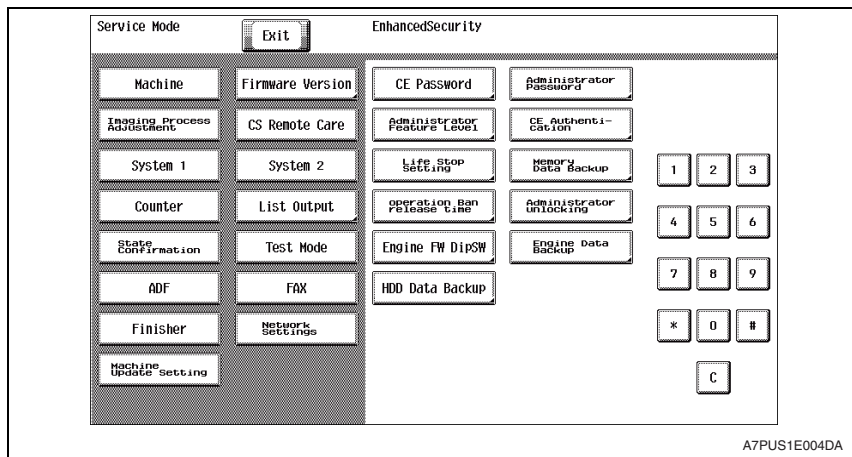 Service Mode
Exit
EnhancedSecurity
Machine
Firmware Version
Imaging Process
Adjustment
CS Remote Care
System 1
System 2
Counter
List Output
State
Confirmation
Test Mode
ADF
FAX
Finisher
Network
Settings
Machine
Update Setting
CE Password
Administrator
Password
Administrator
Feature Level
CE Authenti-
cation
Life Stop
Setting
Memory
Data Backup
operation Ban
release time
Administrator
unlocking
Engine FW DipSW
Engine Data
Backup
HDD Data Backup
1 2 3
4 5 6
7 8 9
* 0 #
C
A7PUS1E004DA